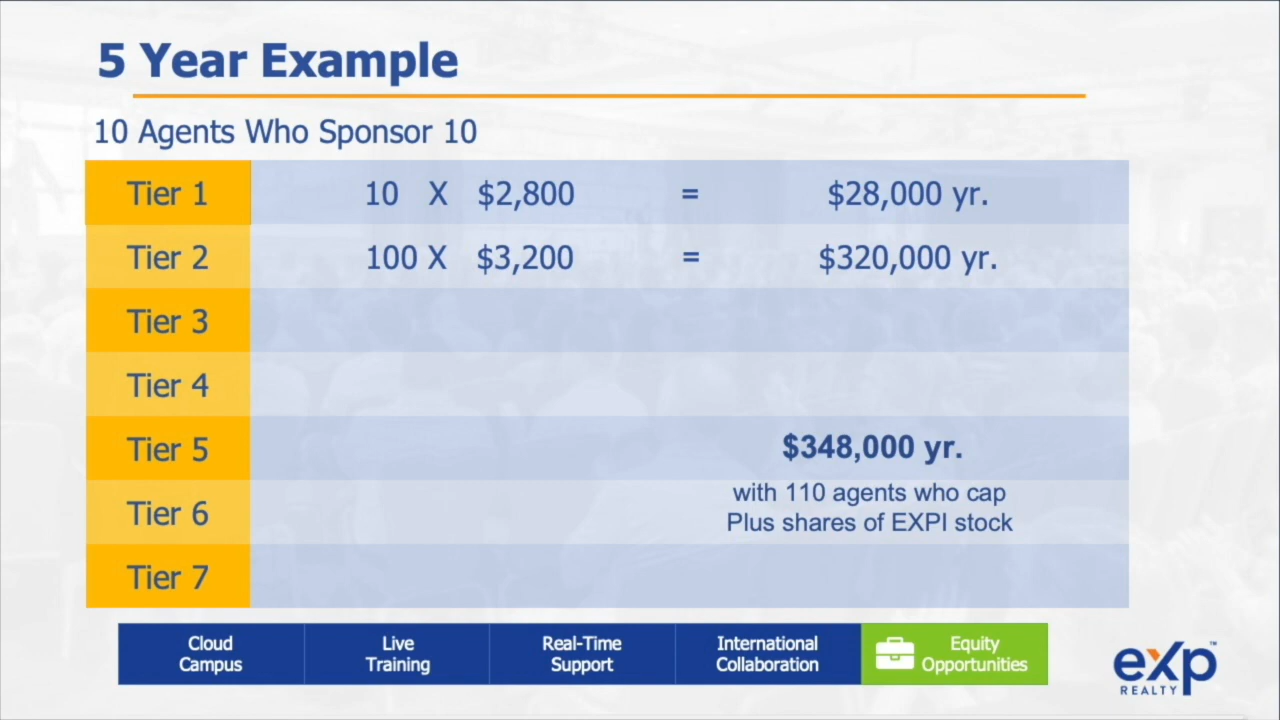 5 Year Example
10 Agents Who Sponsor 10
Tier 1 10 X $2,800 = $28,000 yr.
Tier 2 100 X $3,200 = $320,000 yr.
Tier 3
Tier 4
Tier 5 $348,000 yr.
with 110 agents who cap
Tier 6
Plus shares of EXPI stock
Tier 7
Cloud Campus
Live Training
Real-Time Support
International Collaboration
Equity Opportunities
exp™
REALTY